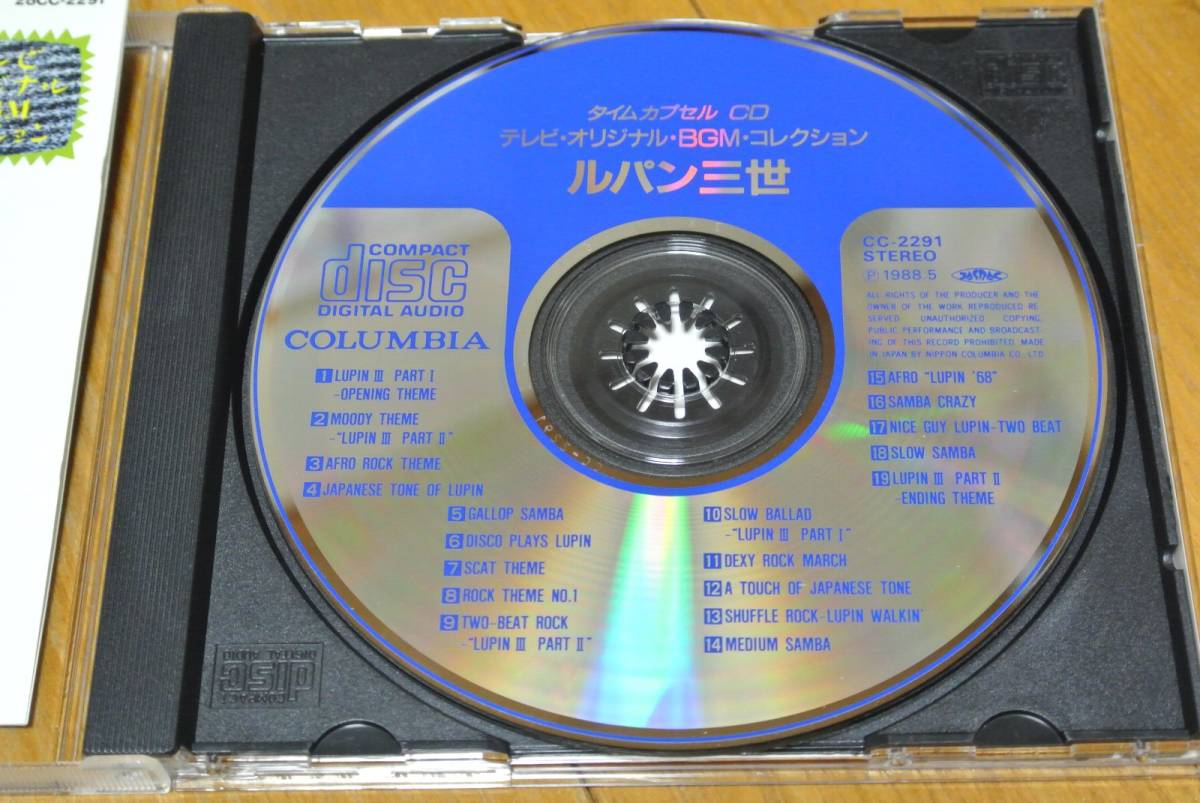 28CC-2291
タイムカプセル CD
テレビ・オリジナル・BGM・コレクション
ルパン三世
COMPACT
disc
DIGITAL AUDIO
COLUMBIA
CC-2291
STEREO
Ⓟ1988.5
ALL RIGHTS OF THE PRODUCER AND THE
OWNER OF THE WORK REPRODUCED RE
SERVED UNAUTHORIZED COPYING,
PUBLIC PERFORMANCE AND BROADCAST-
ING OF THIS RECORD PROHIBITED. MADE
IN JAPAN BY NIPPON COLUMBIA CO., LTD.
1 LUPIN III PART I
-OPENING THEME
2 MOODY THEME
-"LUPIN III PART II"
3 AFRO ROCK THEME
4 JAPANESE TONE OF LUPIN
5 GALLOP SAMBA
6 DISCO PLAYS LUPIN
7 SCAT THEME
8 ROCK THEME NO.1
9 TWO-BEAT ROCK
-"LUPIN III PART II"
10 SLOW BALLAD
-"LUPIN III PART I"
11 DEXY ROCK MARCH
12 A TOUCH OF JAPANESE TONE
13 SHUFFLE ROCK-LUPIN WALKIN'
14 MEDIUM SAMBA
15 AFRO "LUPIN '68"
16 SAMBA CRAZY
17 NICE GUY LUPIN-TWO BEAT
18 SLOW SAMBA
19 LUPIN III PART II
-ENDING THEME
COMPACT
disc
DIGITAL AUDIO